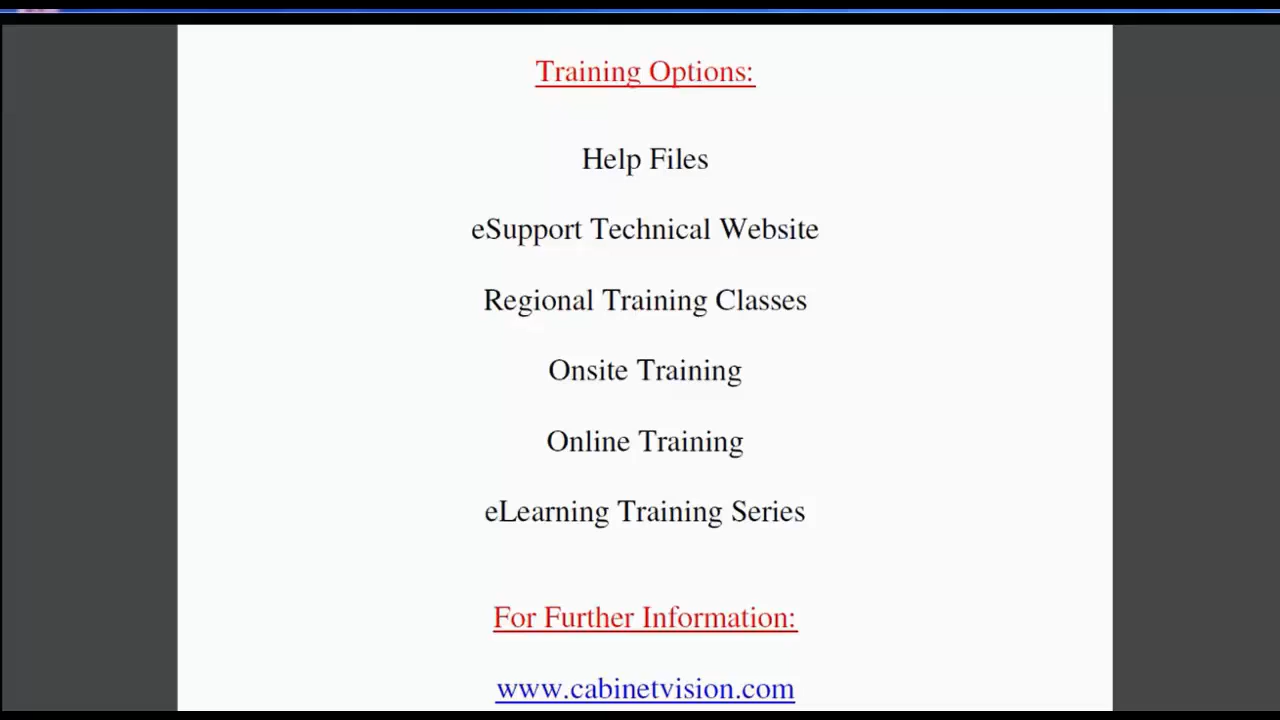 Training Options:
Help Files
eSupport Technical Website
Regional Training Classes
Onsite Training
Online Training
eLearning Training Series
For Further Information:
www.cabinetvision.com